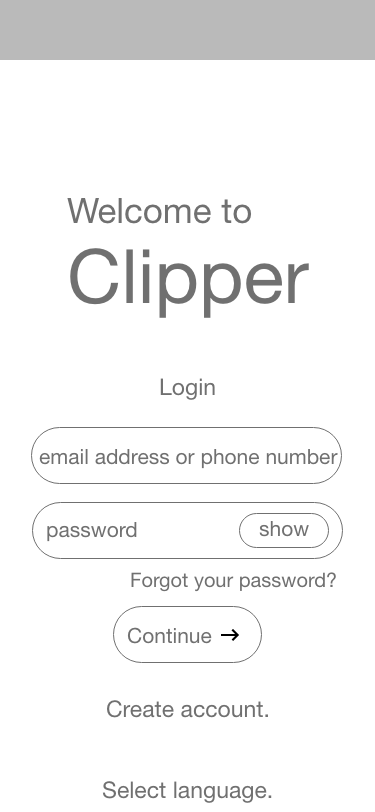 Welcome to
Clipper
Login
email address or phone number
password show
Forgot your password?
Continue →
Create account.
Select language.